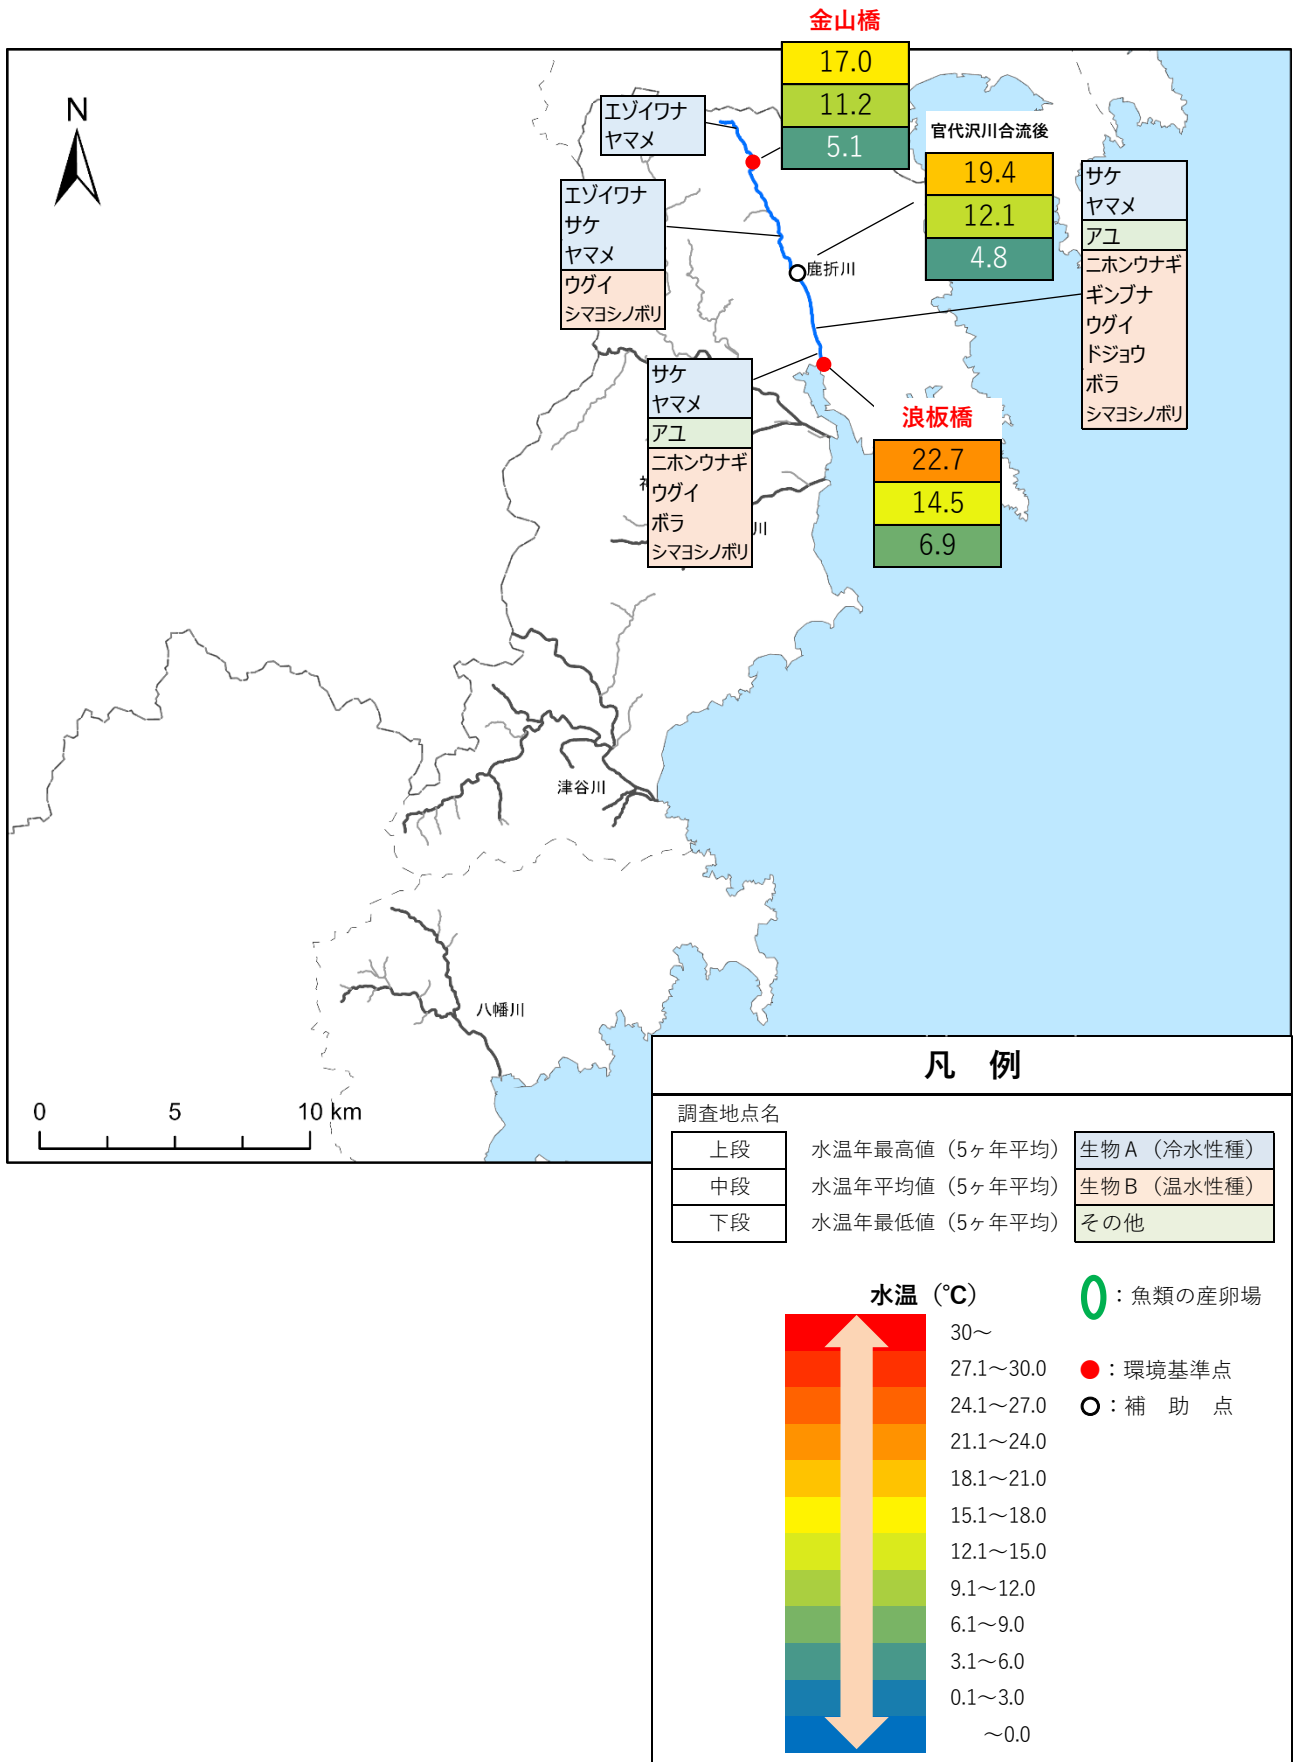 金山橋
17.0
11.2
5.1
N
エゾイワナ
ヤマメ
官代沢川合流後
19.4
12.1
4.8
エゾイワナ
サケ
ヤマメ
ウグイ
シマヨシノボリ
サケ
ヤマメ
アユ
ニホンウナギ
ギンブナ
ウグイ
ドジョウ
ボラ
シマヨシノボリ
鹿折川
サケ
ヤマメ
アユ
ニホンウナギ
ウグイ
ボラ
シマヨシノボリ
川
浪板橋
22.7
14.5
6.9
津谷川
八幡川
0 5 10 km
凡 例
調査地点名
上段 水温年最高値（5ヶ年平均） 生物A（冷水性種）
中段 水温年平均値（5ヶ年平均） 生物B（温水性種）
下段 水温年最低値（5ヶ年平均） その他
水温（℃）
：魚類の産卵場
30～
27.1～30.0
：環境基準点
24.1～27.0
：補 助 点
21.1～24.0
18.1～21.0
15.1～18.0
12.1～15.0
9.1～12.0
6.1～9.0
3.1～6.0
0.1～3.0
～0.0